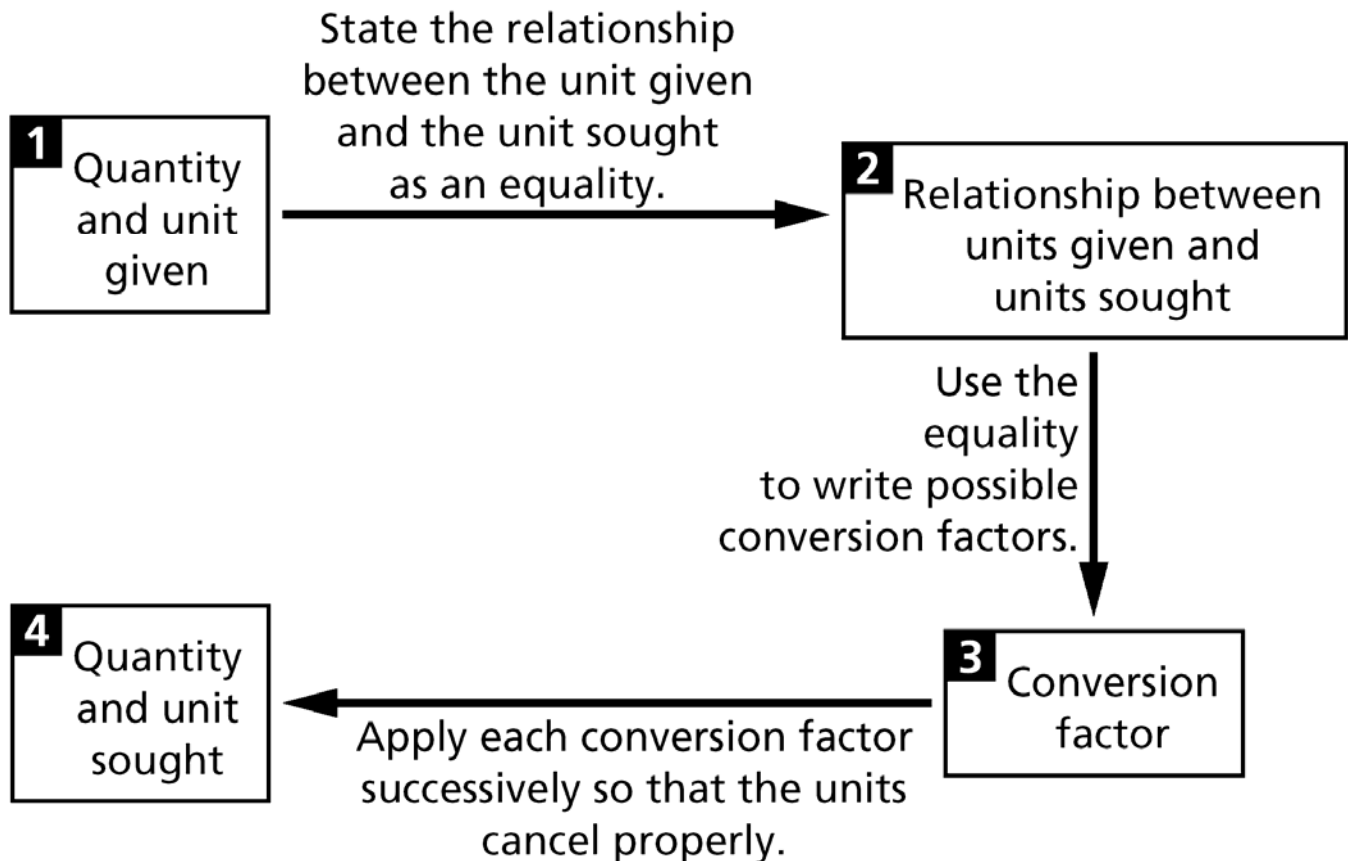 State the relationship
between the unit given
and the unit sought
as an equality.
1
Quantity
and unit
given
2
Relationship between
units given and
units sought
Use the
equality
to write possible
conversion factors.
3
Conversion
factor
Apply each conversion factor
successively so that the units
cancel properly.
4
Quantity
and unit
sought